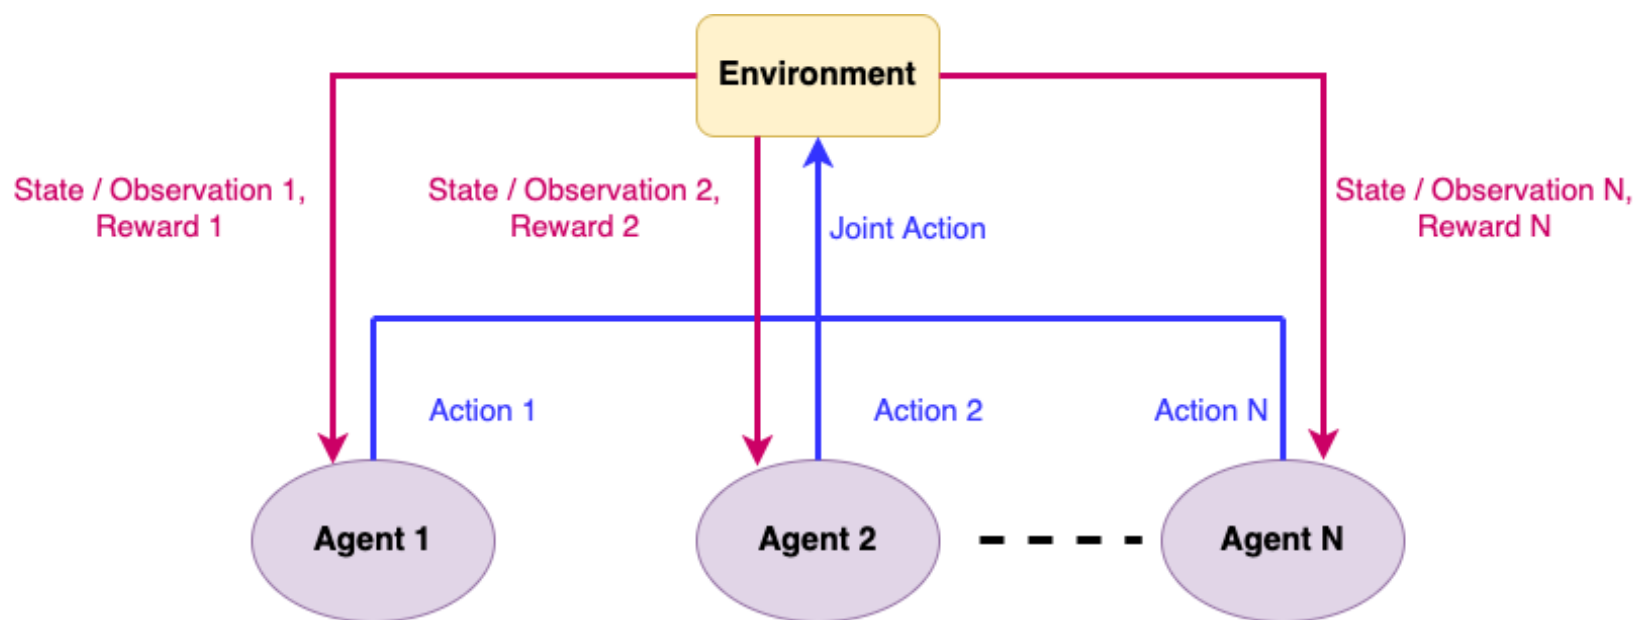 Environment
State / Observation 1,
Reward 1
State / Observation 2,
Reward 2
Joint Action
State / Observation N,
Reward N
Action 1
Action 2
Action N
Agent 1
Agent 2
Agent N